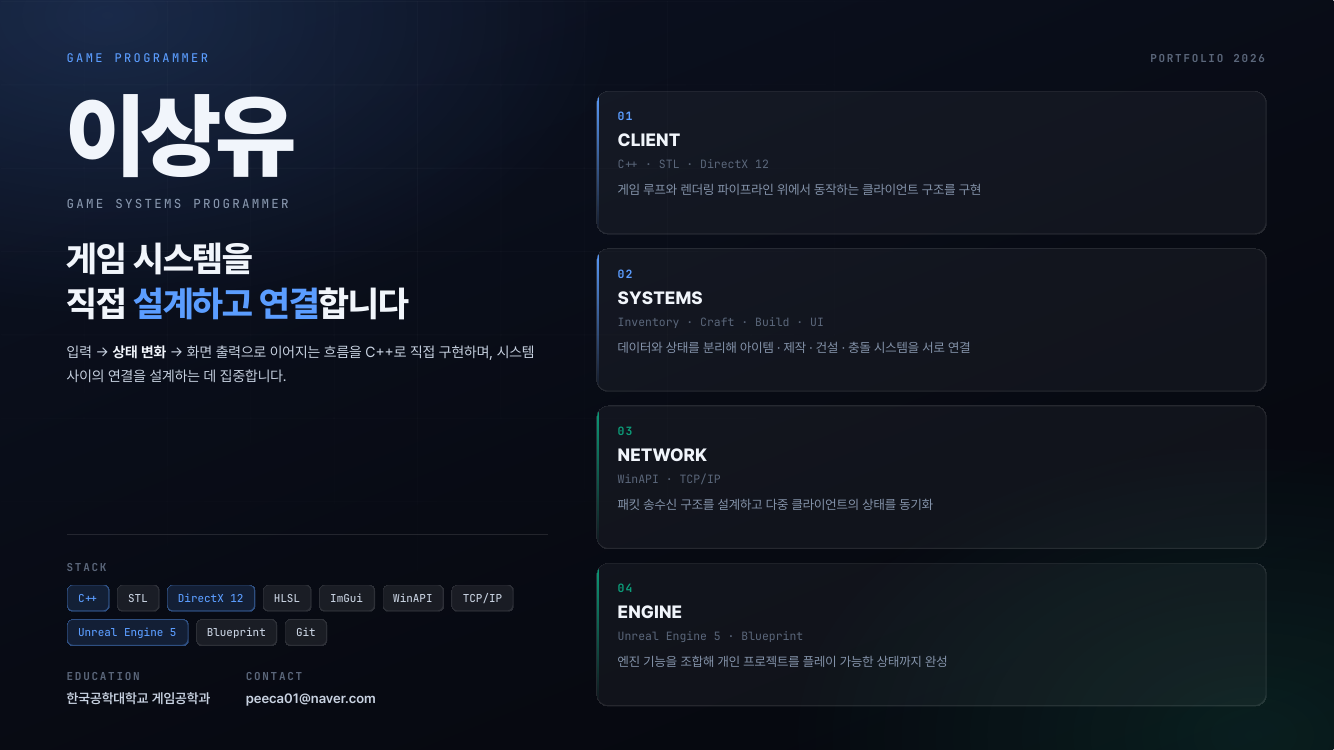 GAME PROGRAMMER
PORTFOLIO 2026
이상유
GAME SYSTEMS PROGRAMMER
게임 시스템을
직접 설계하고 연결합니다
입력 → 상태 변화 → 화면 출력으로 이어지는 흐름을 C++로 직접 구현하며, 시스템
사이의 연결을 설계하는 데 집중합니다.
STACK
C++ STL DirectX 12 HLSL ImGui WinAPI TCP/IP
Unreal Engine 5 Blueprint Git
EDUCATION
한국공학대학교 게임공학과
CONTACT
peeca01@naver.com
01
CLIENT
C++ · STL · DirectX 12
게임 루프와 렌더링 파이프라인 위에서 동작하는 클라이언트 구조를 구현
02
SYSTEMS
Inventory · Craft · Build · UI
데이터와 상태를 분리해 아이템 · 제작 · 건설 · 충돌 시스템을 서로 연결
03
NETWORK
WinAPI · TCP/IP
패킷 송수신 구조를 설계하고 다중 클라이언트의 상태를 동기화
04
ENGINE
Unreal Engine 5 · Blueprint
엔진 기능을 조합해 개인 프로젝트를 플레이 가능한 상태까지 완성